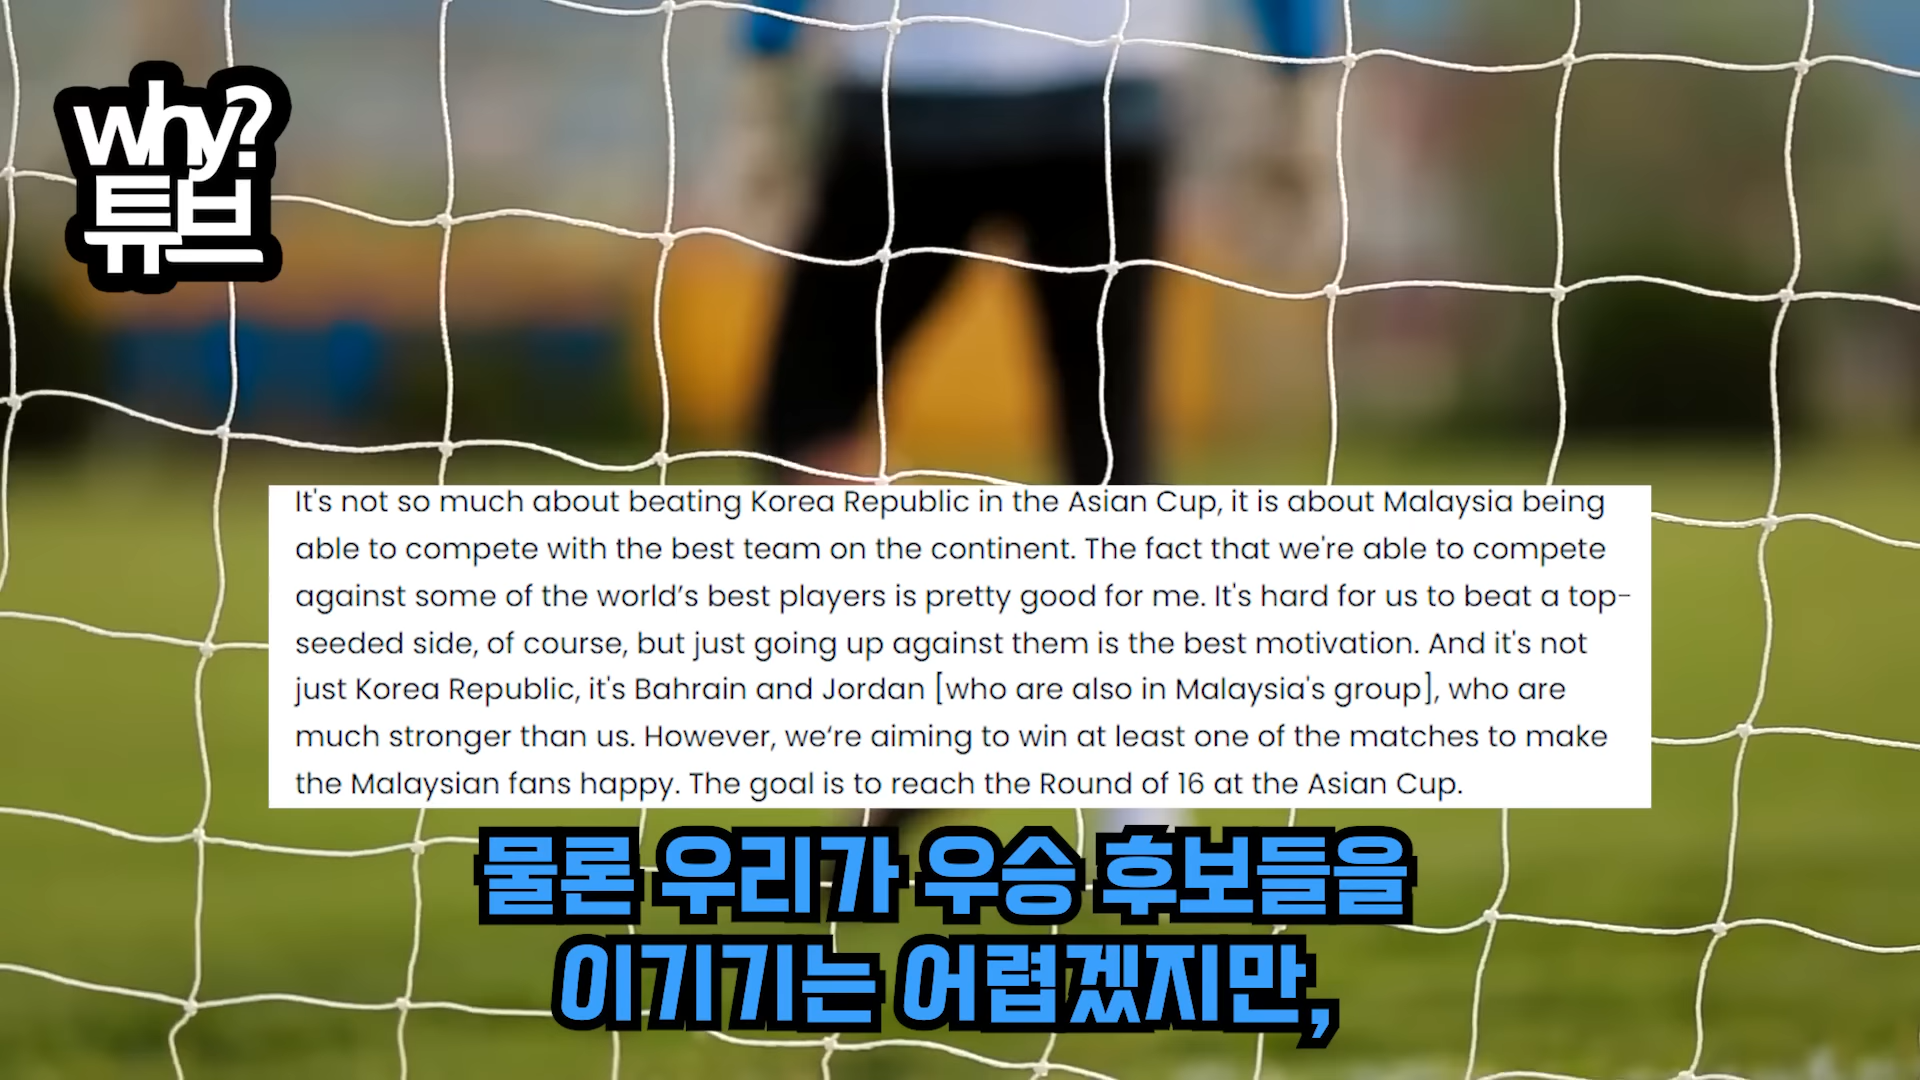 why?
튜브
It's not so much about beating Korea Republic in the Asian Cup, it is about Malaysia being
able to compete with the best team on the continent. The fact that we're able to compete
against some of the world’s best players is pretty good for me. It's hard for us to beat a top-
seeded side, of course, but just going up against them is the best motivation. And it's not
just Korea Republic, it's Bahrain and Jordan [who are also in Malaysia's group], who are
much stronger than us. However, we‘re aiming to win at least one of the matches to make
the Malaysian fans happy. The goal is to reach the Round of 16 at the Asian Cup.
물론 우리가 우승 후보들을
이기기는 어렵겠지만,